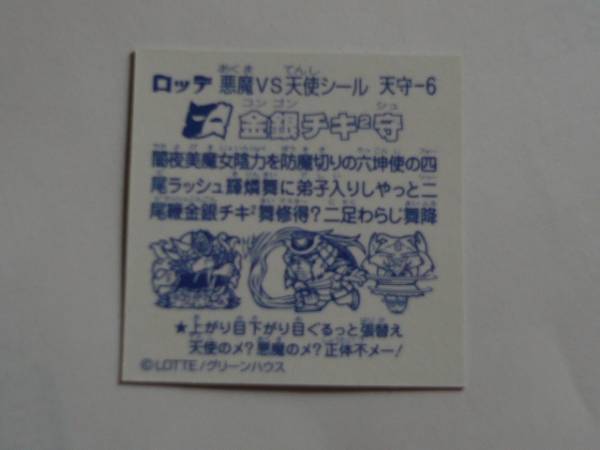 ロッテ 悪魔VS天使シール 天守-6
金銀チキ²守
闇夜美魔女陰力を防魔切りの六坤使の四
尾ラッシュ輝燐舞に弟子入りしやっと二
尾鞭金銀チキ²舞修得?二足わらじ舞降
★上がり目下がり目ぐるっと張替え
天使のメ?悪魔のメ?正体不メー!
©LOTTE/グリーンハウス